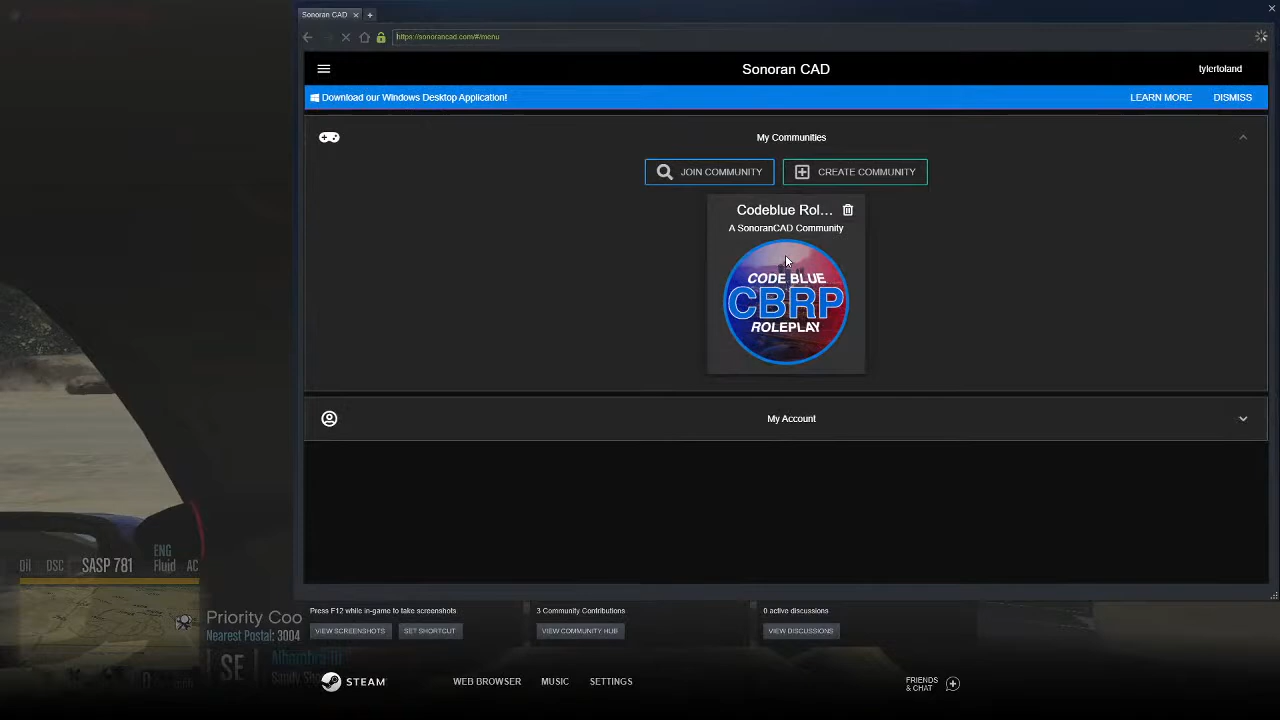 Sonoran CAD
https://sonorancad.com/#/menu
Sonoran CAD
tylertoland
Download our Windows Desktop Application!
LEARN MORE
DISMISS
My Communities
JOIN COMMUNITY
CREATE COMMUNITY
Codeblue Rol...
A SonoranCAD Community
CODE BLUE
CBRP
ROLEPLAY
My Account
Oil DSC SASP 781 ENG Fluid AC
Priority Coo
Nearest Postal: 3004
SE
Press F12 while in-game to take screenshots
VIEW SCREENSHOTS
SET SHORTCUT
3 Community Contributions
VIEW COMMUNITY HUB
0 active discussions
VIEW DISCUSSIONS
STEAM
WEB BROWSER
MUSIC
SETTINGS
FRIENDS & CHAT